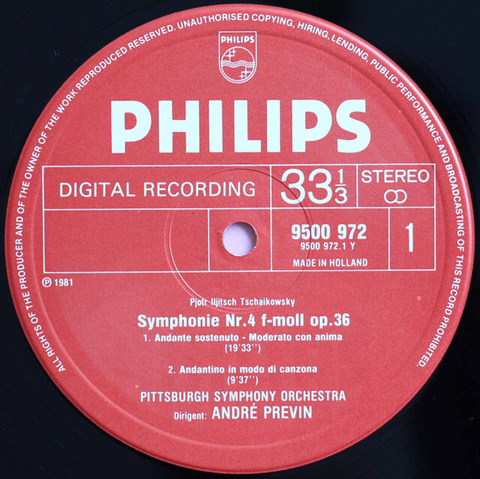 ALL RIGHTS OF THE PRODUCER AND OF THE OWNER OF THE WORK REPRODUCED RESERVED. UNAUTHORISED COPYING, HIRING, LENDING, PUBLIC PERFORMANCE AND BROADCASTING OF THIS RECORD PROHIBITED.
PHILIPS
PHILIPS
DIGITAL RECORDING
33 1/3
STEREO
9500 972
9500 972.1 Y
1
MADE IN HOLLAND
℗ 1981
Pjotr Iljitsch Tschaikowsky
Symphonie Nr.4 f-moll op.36
1. Andante sostenuto - Moderato con anima
(19'33'')
2. Andantino in modo di canzona
(9'37'')
PITTSBURGH SYMPHONY ORCHESTRA
Dirigent: ANDRÉ PREVIN